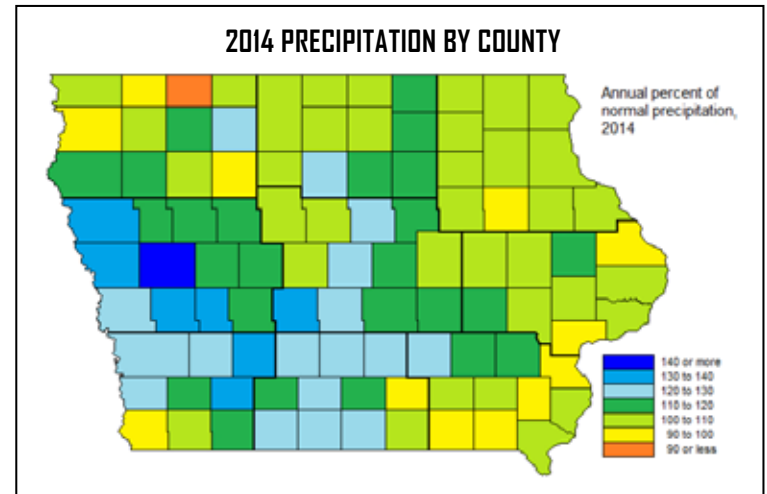 2014 PRECIPITATION BY COUNTY
Annual percent of
normal precipitation,
2014
140 or more
130 to 140
120 to 130
110 to 120
100 to 110
90 to 100
90 or less